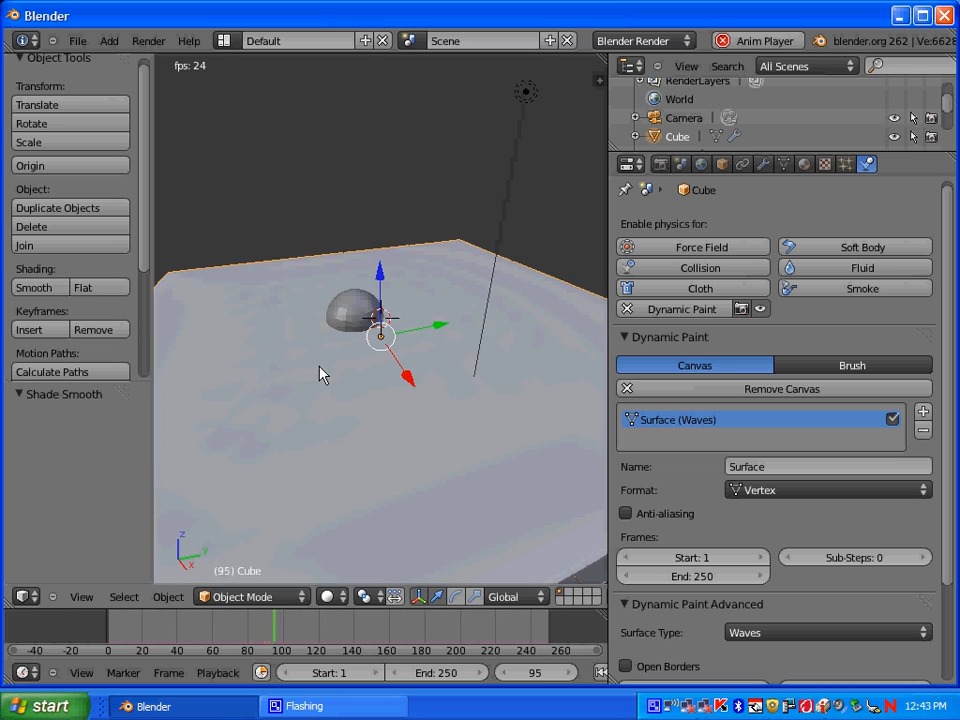 Blender
File Add Render Help Default Scene Blender Render Anim Player blender.org 262 | Ve:6628
Object Tools
Transform:
Translate
Rotate
Scale
Origin
Object:
Duplicate Objects
Delete
Join
Shading:
Smooth Flat
Keyframes:
Insert Remove
Motion Paths:
Calculate Paths
Shade Smooth
fps: 24
z
y
x
(95) Cube
View Select Object Object Mode Global
-40 -20 0 20 40 60 80 100 120 140 160 180 200 220 240 260
View Marker Frame Playback Start: 1 End: 250 95
View Search All Scenes
RenderLayers
World
Camera
Cube
Cube
Enable physics for:
Force Field Soft Body
Collision Fluid
Cloth Smoke
Dynamic Paint
Dynamic Paint
Canvas Brush
Remove Canvas
Surface (Waves)
Name: Surface
Format: Vertex
Anti-aliasing
Frames:
Start: 1 Sub-Steps: 0
End: 250
Dynamic Paint Advanced
Surface Type: Waves
Open Borders
start Blender Flashing 12:43 PM